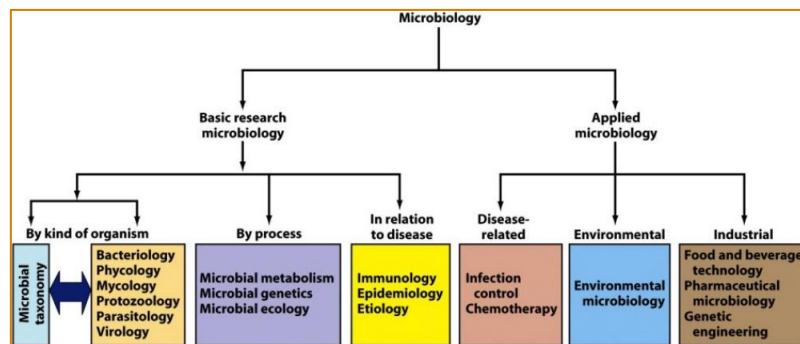 Microbiology
Basic research
microbiology
Applied
microbiology
By kind of organism
By process
In relation
to disease
Disease-
related
Environmental
Industrial
Microbial
taxonomy
Bacteriology
Phycology
Mycology
Protozoology
Parasitology
Virology
Microbial metabolism
Microbial genetics
Microbial ecology
Immunology
Epidemiology
Etiology
Infection
control
Chemotherapy
Environmental
microbiology
Food and beverage
technology
Pharmaceutical
microbiology
Genetic
engineering